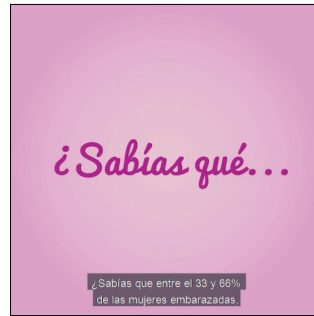 ¿Sabías qué...
¿Sabías que entre el 33 y 66%
de las mujeres embarazadas,